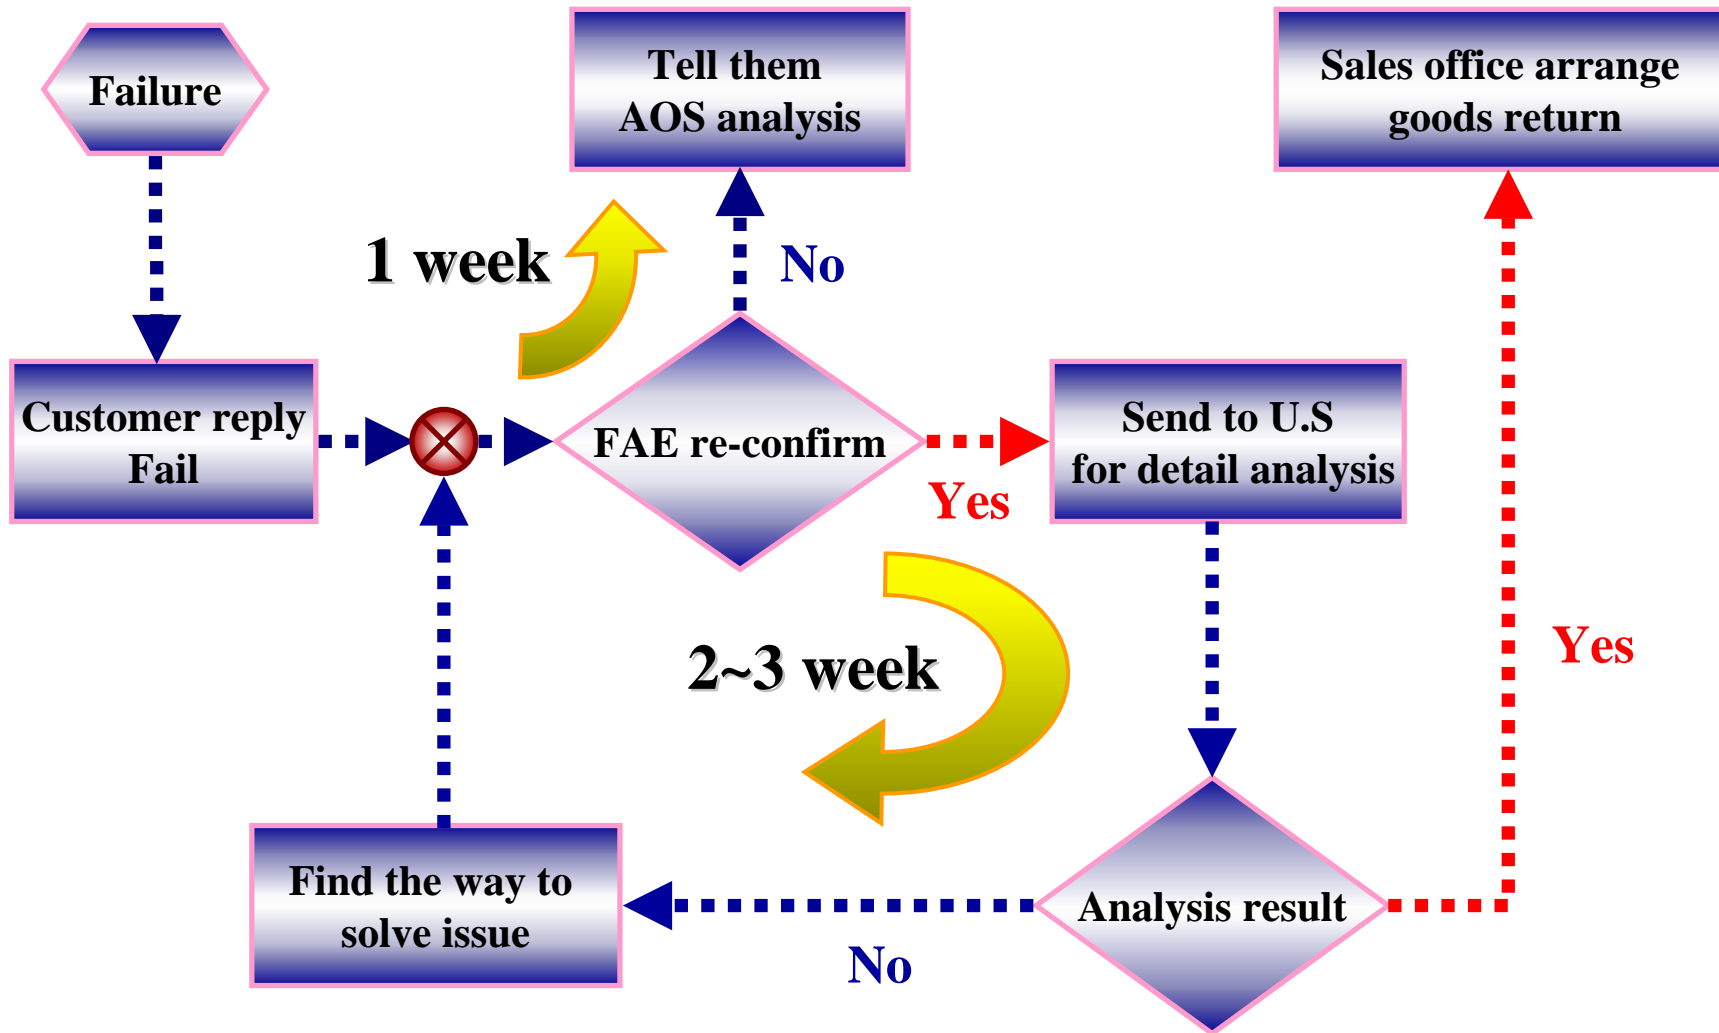 Failure
Tell them
AOS analysis
Sales office arrange
goods return
1 week
No
Customer reply
Fail
FAE re-confirm
Send to U.S
for detail analysis
Yes
2~3 week
Yes
Find the way to
solve issue
Analysis result
No